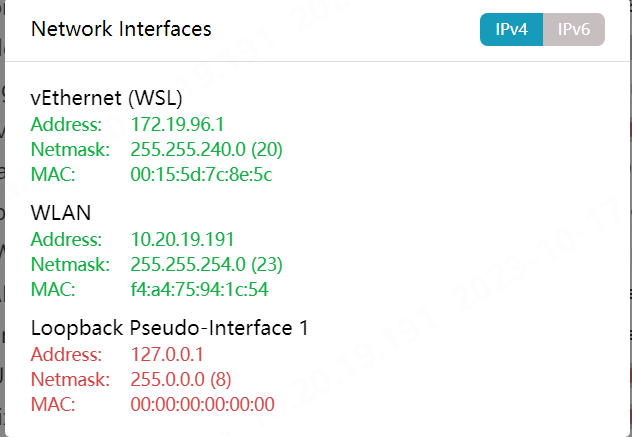 Network Interfaces
IPv4 IPv6
vEthernet (WSL)
Address: 172.19.96.1
Netmask: 255.255.240.0 (20)
MAC: 00:15:5d:7c:8e:5c
WLAN
Address: 10.20.19.191
Netmask: 255.255.254.0 (23)
MAC: f4:a4:75:94:1c:54
Loopback Pseudo-Interface 1
Address: 127.0.0.1
Netmask: 255.0.0.0 (8)
MAC: 00:00:00:00:00:00